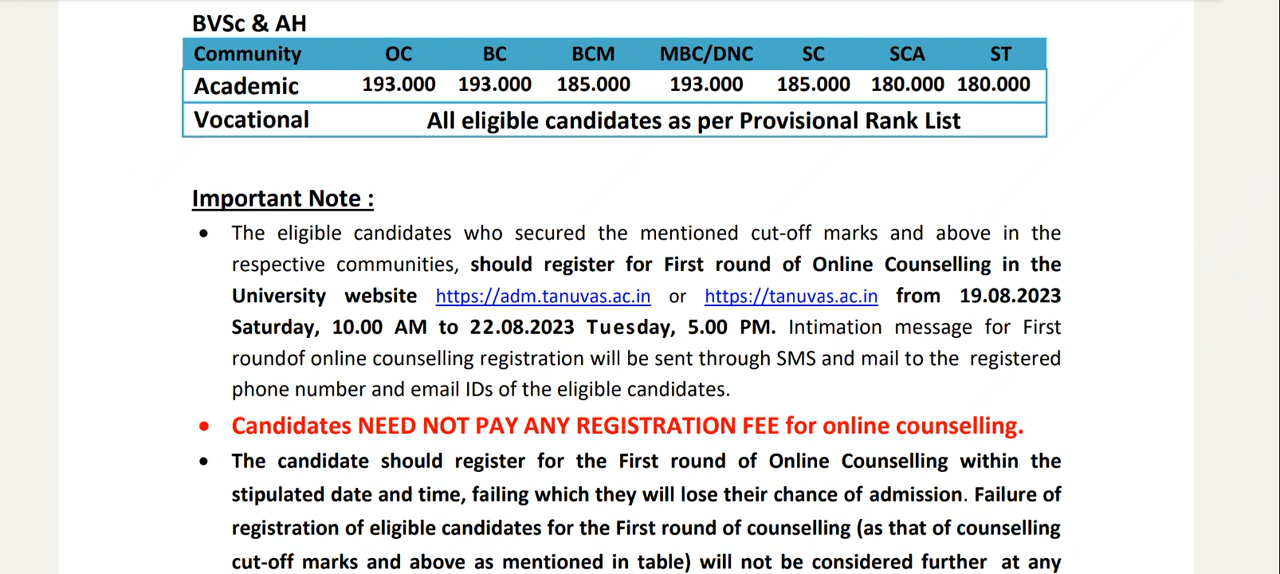 BVSc & AH
Community OC BC BCM MBC/DNC SC SCA ST
Academic 193.000 193.000 185.000 193.000 185.000 180.000 180.000
Vocational All eligible candidates as per Provisional Rank List
Important Note :
• The eligible candidates who secured the mentioned cut-off marks and above in the
respective communities, should register for First round of Online Counselling in the
University website https://adm.tanuvas.ac.in or https://tanuvas.ac.in from 19.08.2023
Saturday, 10.00 AM to 22.08.2023 Tuesday, 5.00 PM. Intimation message for First
roundof online counselling registration will be sent through SMS and mail to the registered
phone number and email IDs of the eligible candidates.
• Candidates NEED NOT PAY ANY REGISTRATION FEE for online counselling.
• The candidate should register for the First round of Online Counselling within the
stipulated date and time, failing which they will lose their chance of admission. Failure of
registration of eligible candidates for the First round of counselling (as that of counselling
cut-off marks and above as mentioned in table) will not be considered further at any